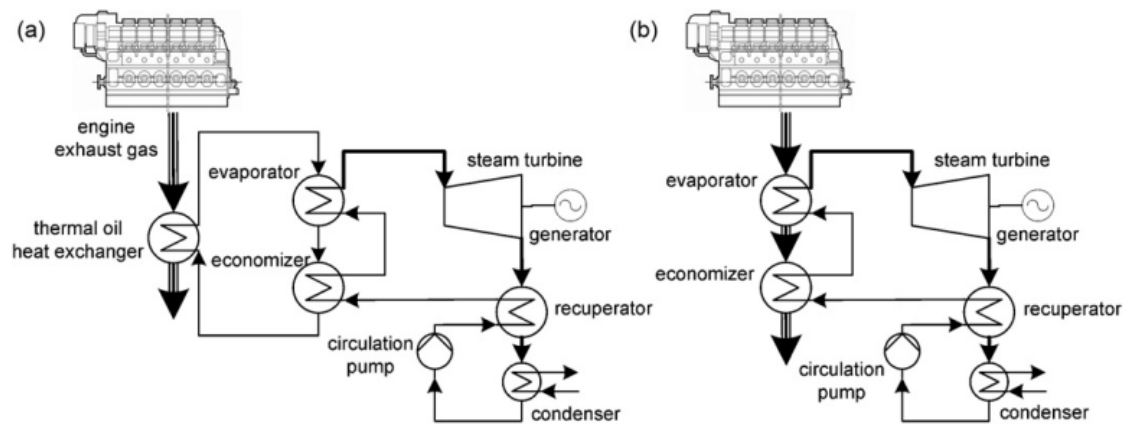 (a)
engine
exhaust gas
evaporator
steam turbine
thermal oil
heat exchanger
economizer
generator
recuperator
circulation
pump
condenser
(b)
steam turbine
evaporator
generator
economizer
recuperator
circulation
pump
condenser